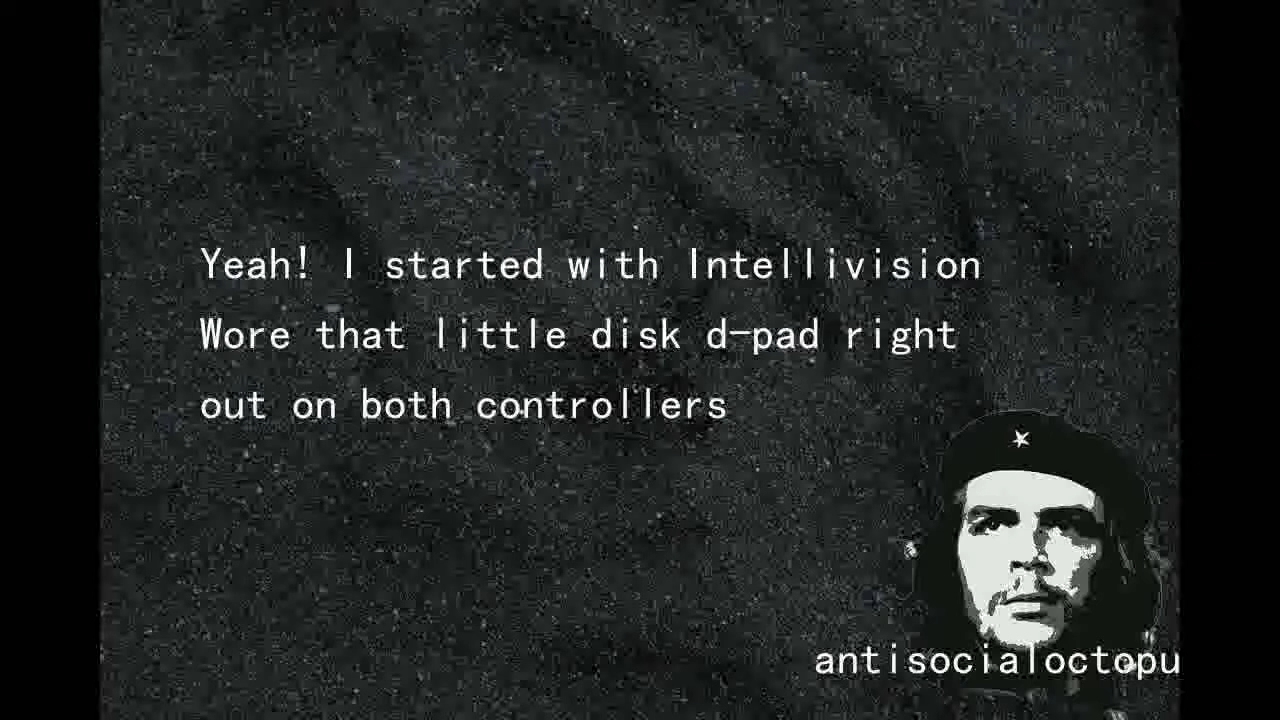 Yeah! I started with Intellivision
Wore that little disk d-pad right
out on both controllers
antisocialoctopu